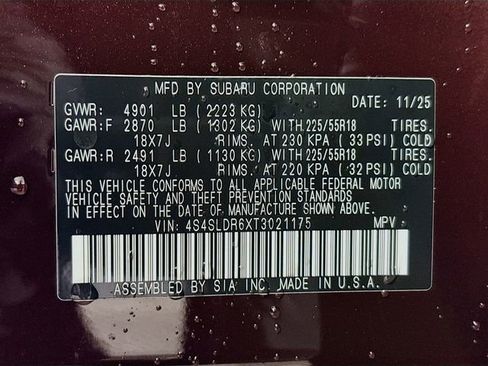 MFD BY SUBARU CORPORATION
GVWR: 4901 LB (2223 KG) DATE: 11/25
GAWR:F 2870 LB (1302 KG) WITH 225/55R18 TIRES.
18X7J RIMS. AT 230 KPA (33 PSI) COLD
GAWR:R 2491 LB (1130 KG) WITH 225/55R18 TIRES.
18X7J RIMS. AT 220 KPA (32 PSI) COLD
THIS VEHICLE CONFORMS TO ALL APPLICABLE FEDERAL MOTOR
VEHICLE SAFETY AND THEFT PREVENTION STANDARDS
IN EFFECT ON THE DATE OF MANUFACTURE SHOWN ABOVE.
VIN: 4S4SLDR6XT3021175 MPV
ASSEMBLED BY SIA INC. MADE IN U.S.A.